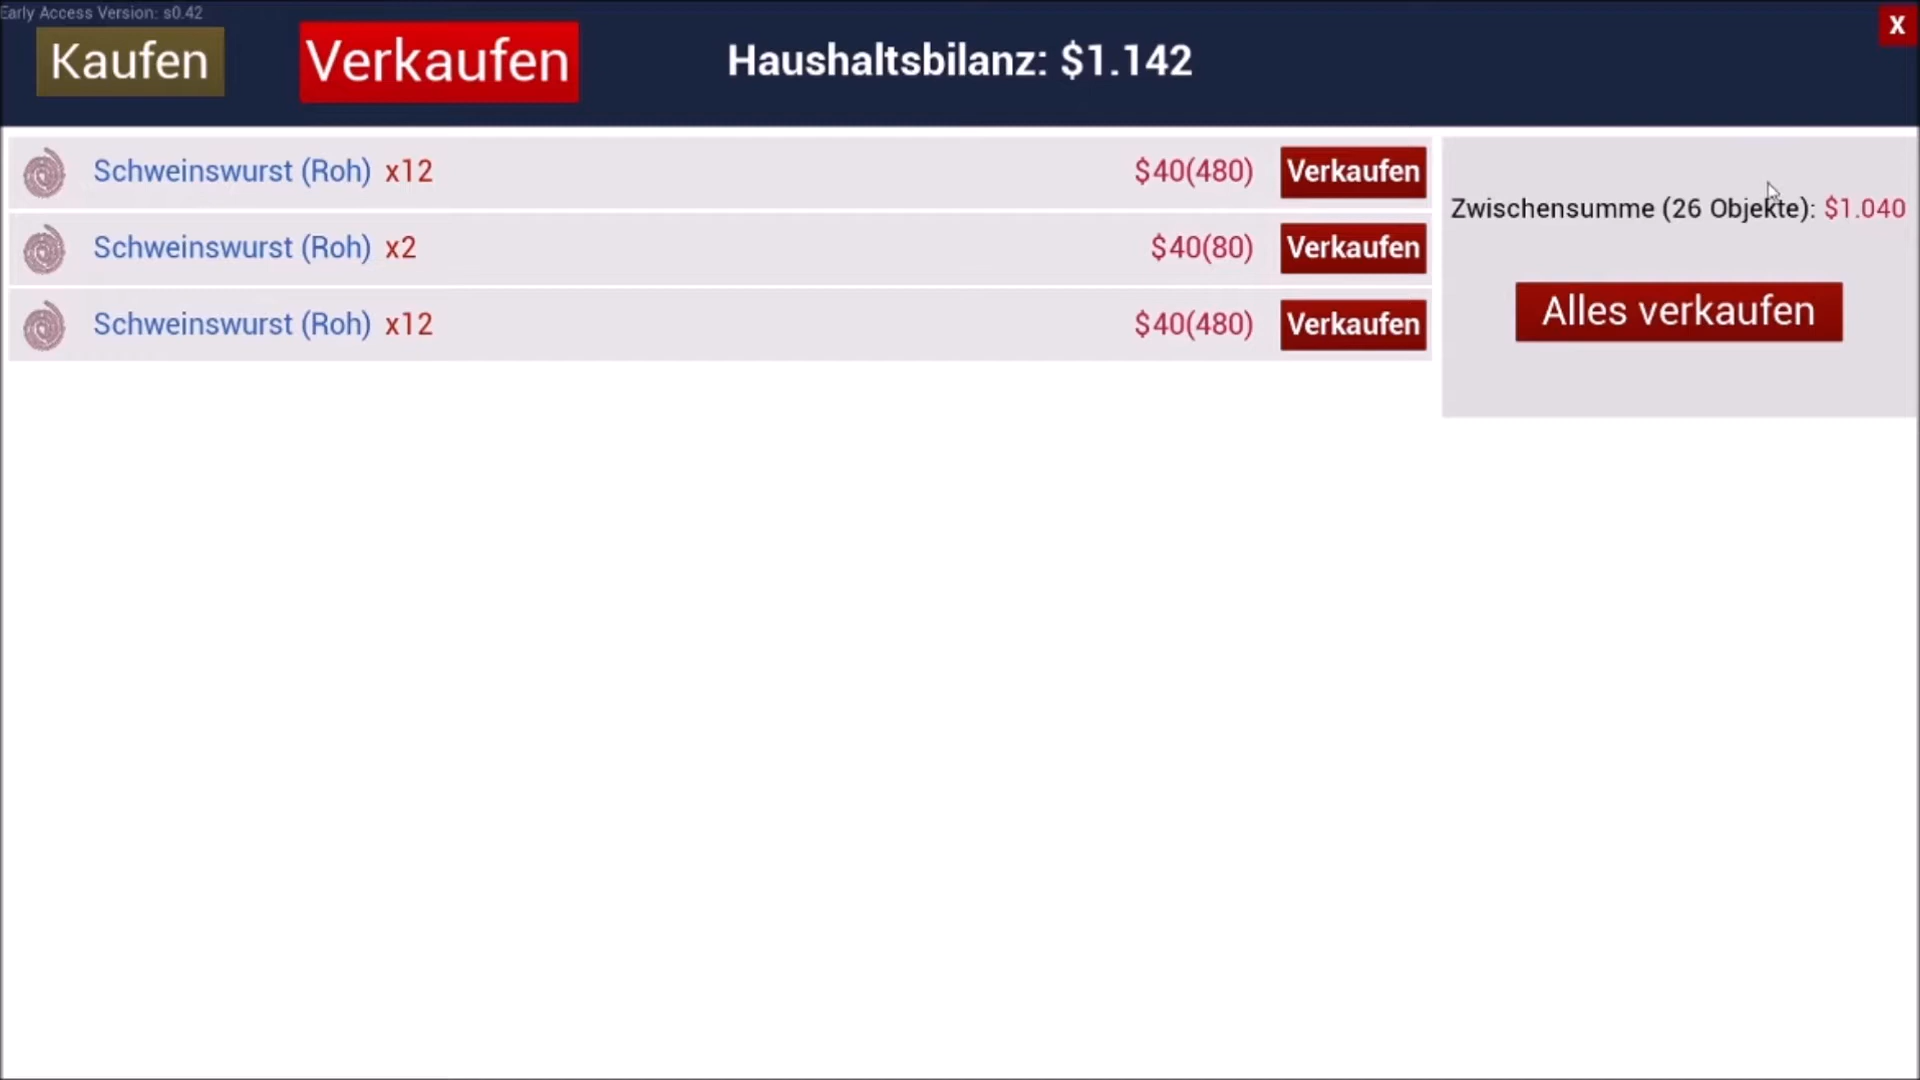 Early Access Version: s0.42
Kaufen
Verkaufen
Haushaltsbilanz: $1.142
X
Schweinswurst (Roh) x12 $40(480) Verkaufen
Schweinswurst (Roh) x2 $40(80) Verkaufen
Schweinswurst (Roh) x12 $40(480) Verkaufen
Zwischensumme (26 Objekte): $1.040
Alles verkaufen